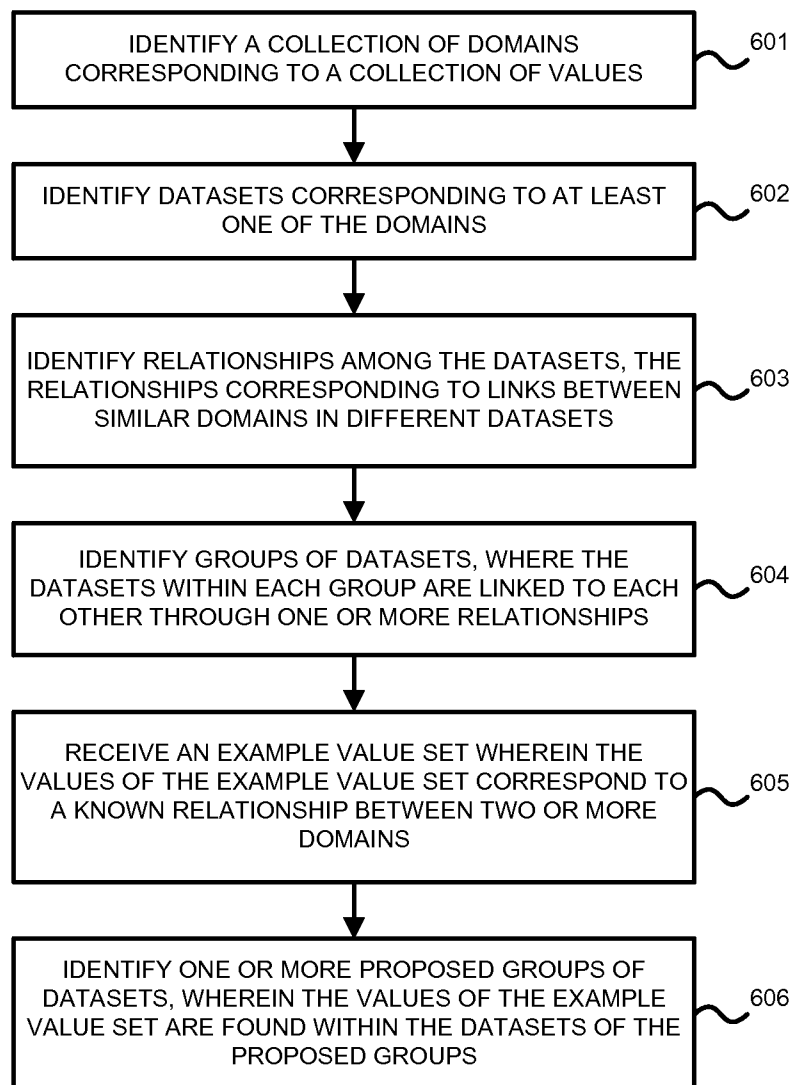 IDENTIFY A COLLECTION OF DOMAINS
CORRESPONDING TO A COLLECTION OF VALUES
601
IDENTIFY DATASETS CORRESPONDING TO AT LEAST
ONE OF THE DOMAINS
602
IDENTIFY RELATIONSHIPS AMONG THE DATASETS, THE
RELATIONSHIPS CORRESPONDING TO LINKS BETWEEN
SIMILAR DOMAINS IN DIFFERENT DATASETS
603
IDENTIFY GROUPS OF DATASETS, WHERE THE
DATASETS WITHIN EACH GROUP ARE LINKED TO EACH
OTHER THROUGH ONE OR MORE RELATIONSHIPS
604
RECEIVE AN EXAMPLE VALUE SET WHEREIN THE
VALUES OF THE EXAMPLE VALUE SET CORRESPOND TO
A KNOWN RELATIONSHIP BETWEEN TWO OR MORE
DOMAINS
605
IDENTIFY ONE OR MORE PROPOSED GROUPS OF
DATASETS, WHEREIN THE VALUES OF THE EXAMPLE
VALUE SET ARE FOUND WITHIN THE DATASETS OF THE
PROPOSED GROUPS
606